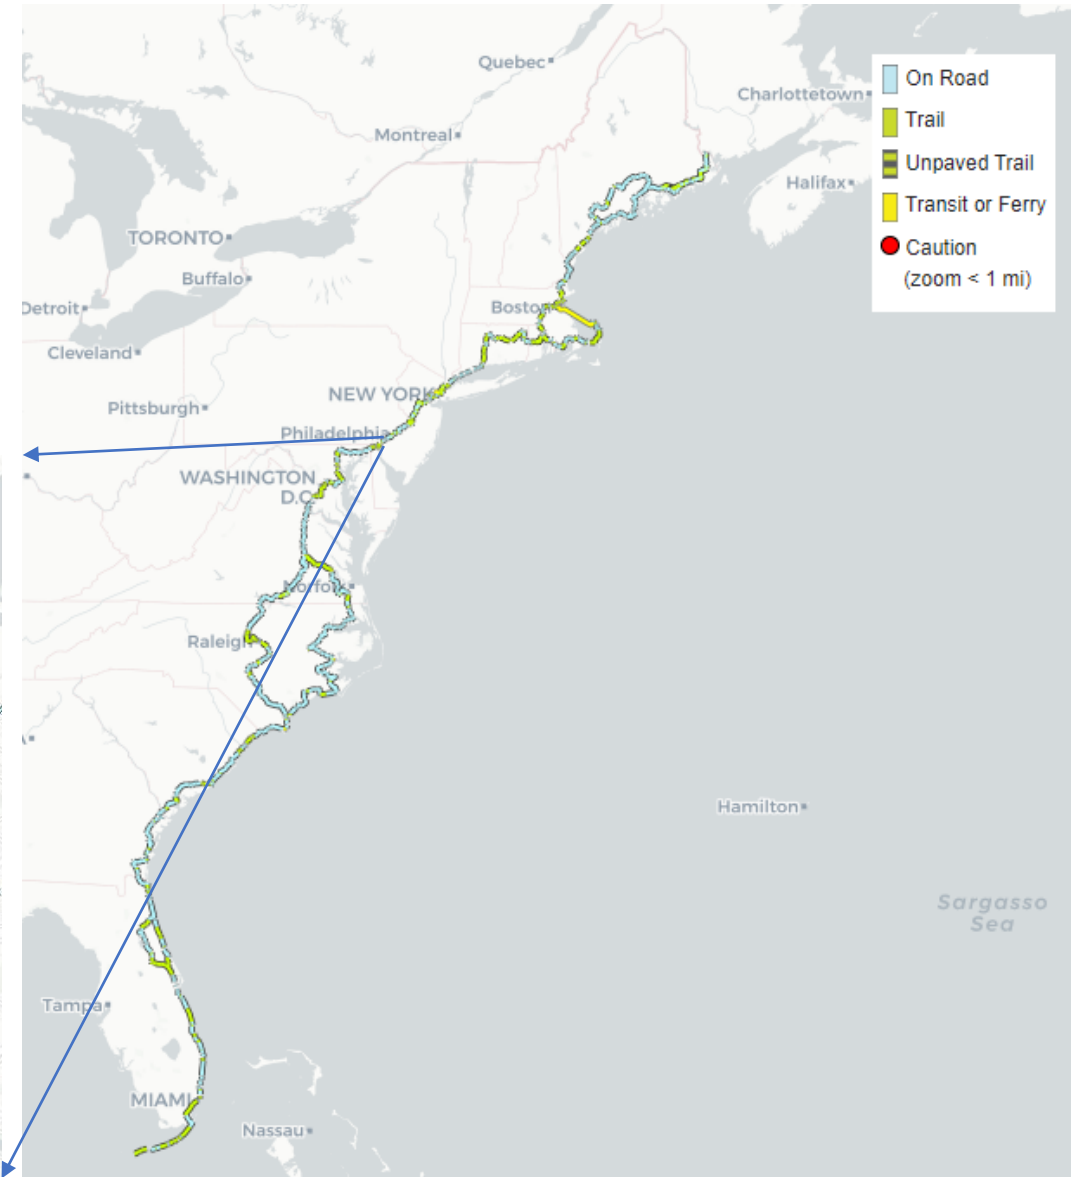 Quebec
Charlottetown
Montreal
Halifax
TORONTO
Buffalo
Boston
Detroit
Cleveland
NEW YORK
Pittsburgh
Philadelphia
WASHINGTON
D.C.
Norfolk
Raleigh
Hamilton
Sargasso
Sea
Tampa
MIAMI
Nassau
On Road
Trail
Unpaved Trail
Transit or Ferry
Caution
(zoom < 1 mi)